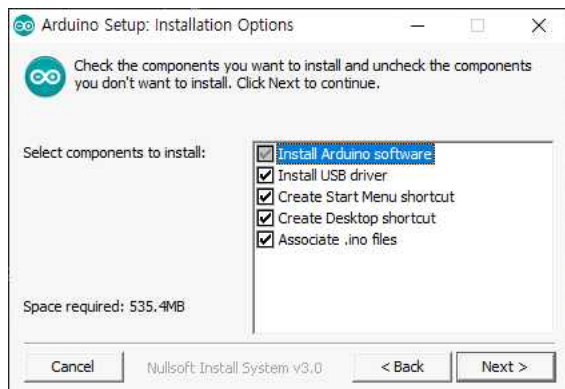 Arduino Setup: Installation Options
Check the components you want to install and uncheck the components
you don't want to install. Click Next to continue.
Select components to install:
Install Arduino software
Install USB driver
Create Start Menu shortcut
Create Desktop shortcut
Associate .ino files
Space required: 535.4MB
Cancel
Nullsoft Install System v3.0
< Back
Next >